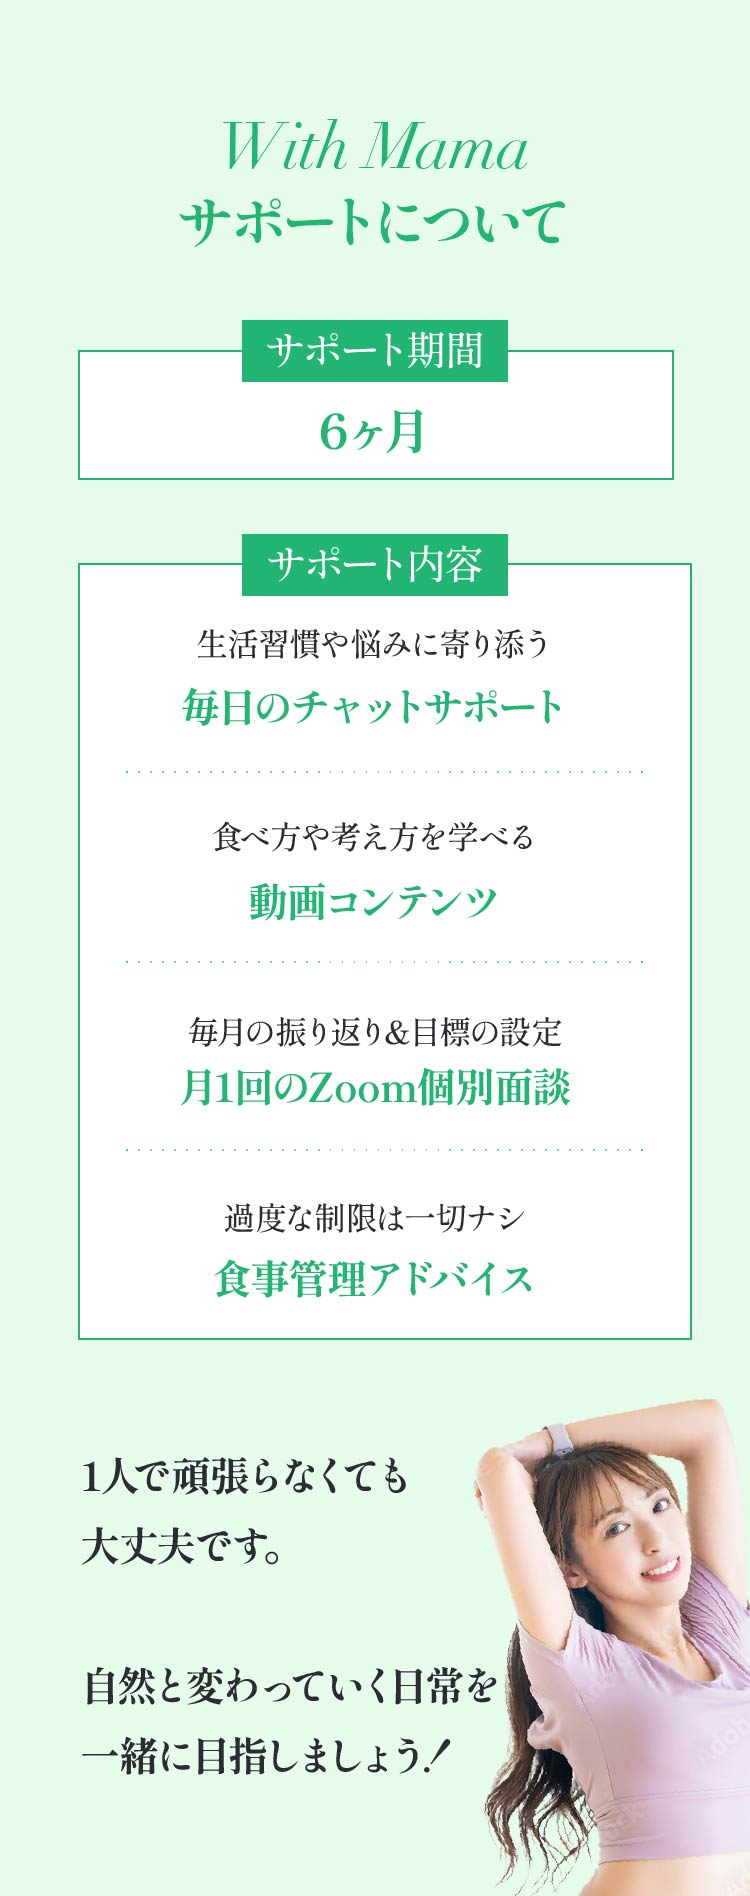 With Mama
サポートについて
サポート期間
6ヶ月
サポート内容
生活習慣や悩みに寄り添う
毎日のチャットサポート
食べ方や考え方を学べる
動画コンテンツ
毎月の振り返り&目標の設定
月1回のZoom個別面談
過度な制限は一切ナシ
食事管理アドバイス
1人で頑張らなくても
大丈夫です。
自然と変わっていく日常を
一緒に目指しましょう！